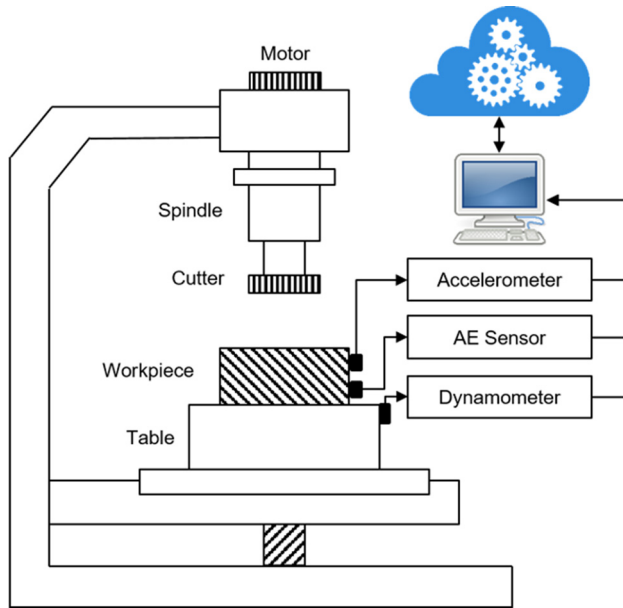 Motor
Spindle
Cutter
Accelerometer
AE Sensor
Workpiece
Dynamometer
Table